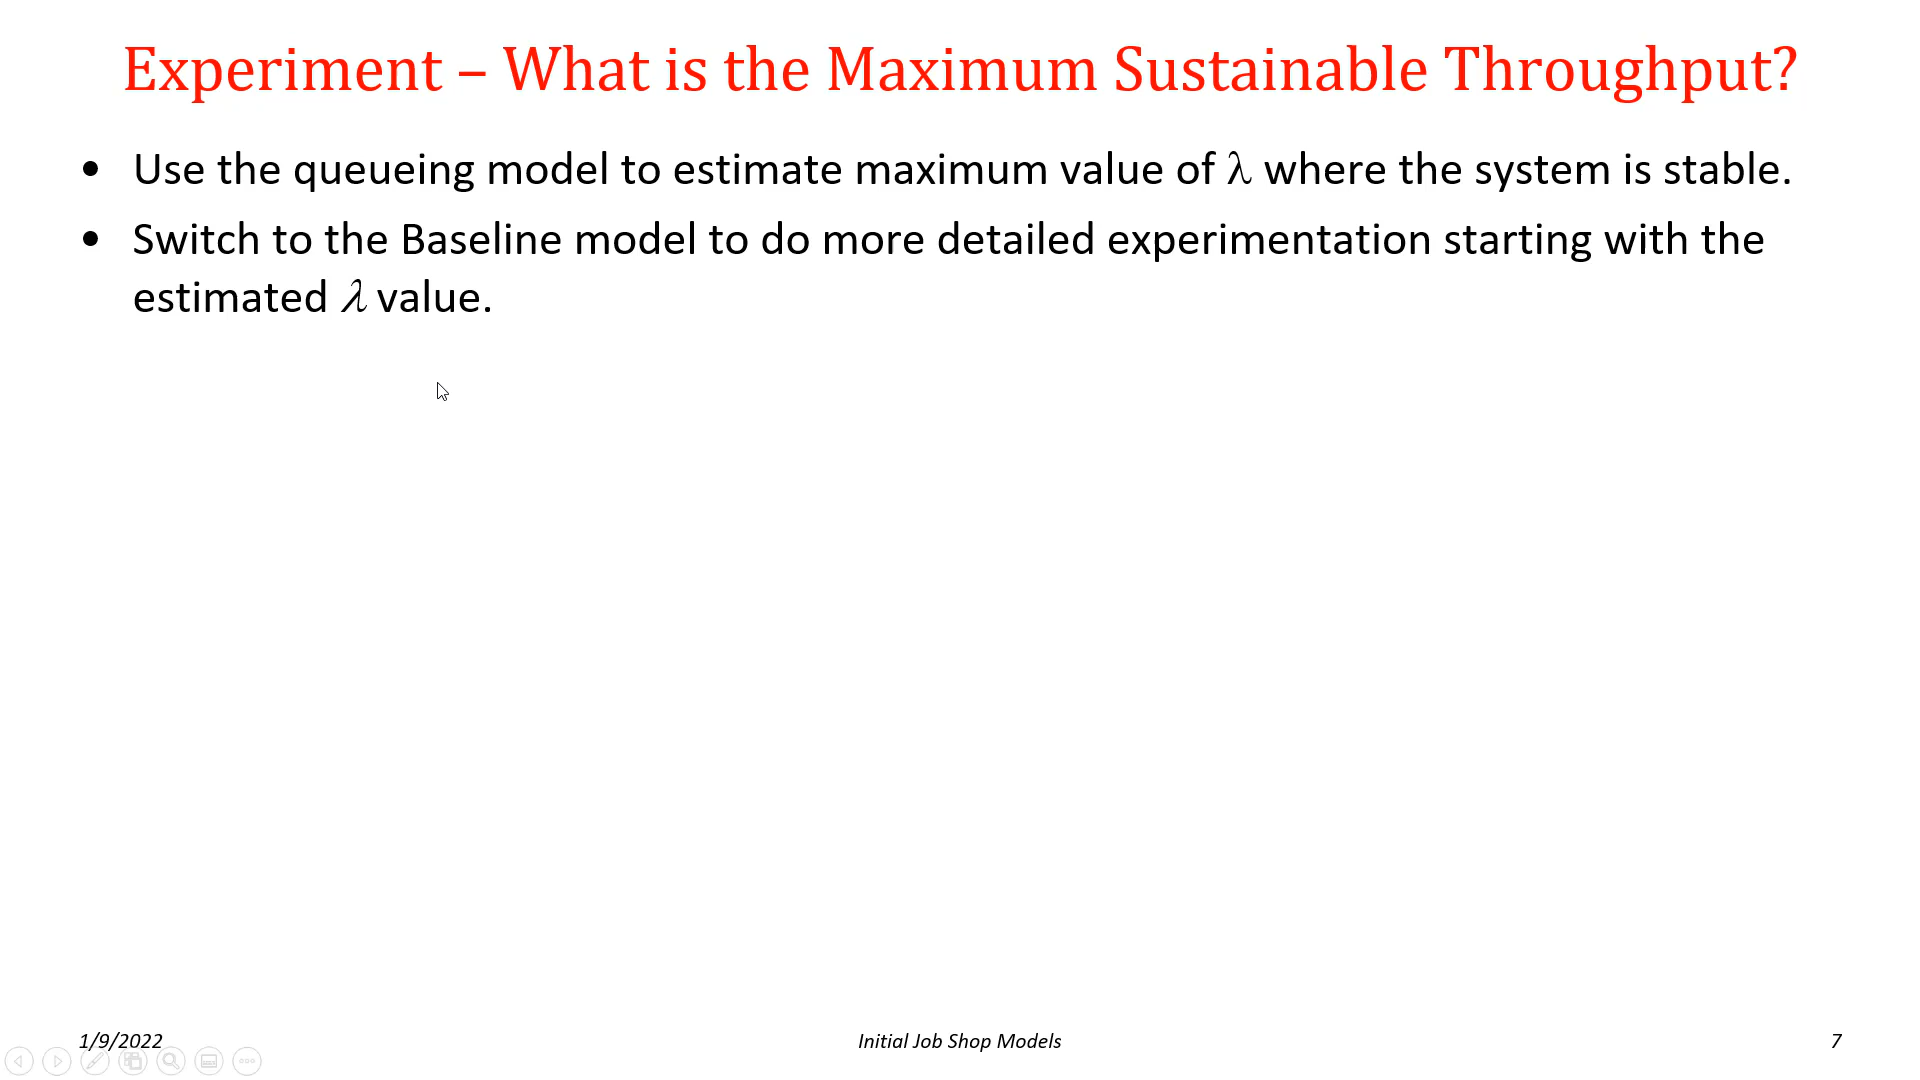 Experiment – What is the Maximum Sustainable Throughput?
• Use the queueing model to estimate maximum value of λ where the system is stable.
• Switch to the Baseline model to do more detailed experimentation starting with the
estimated λ value.
1/9/2022
Initial Job Shop Models
7